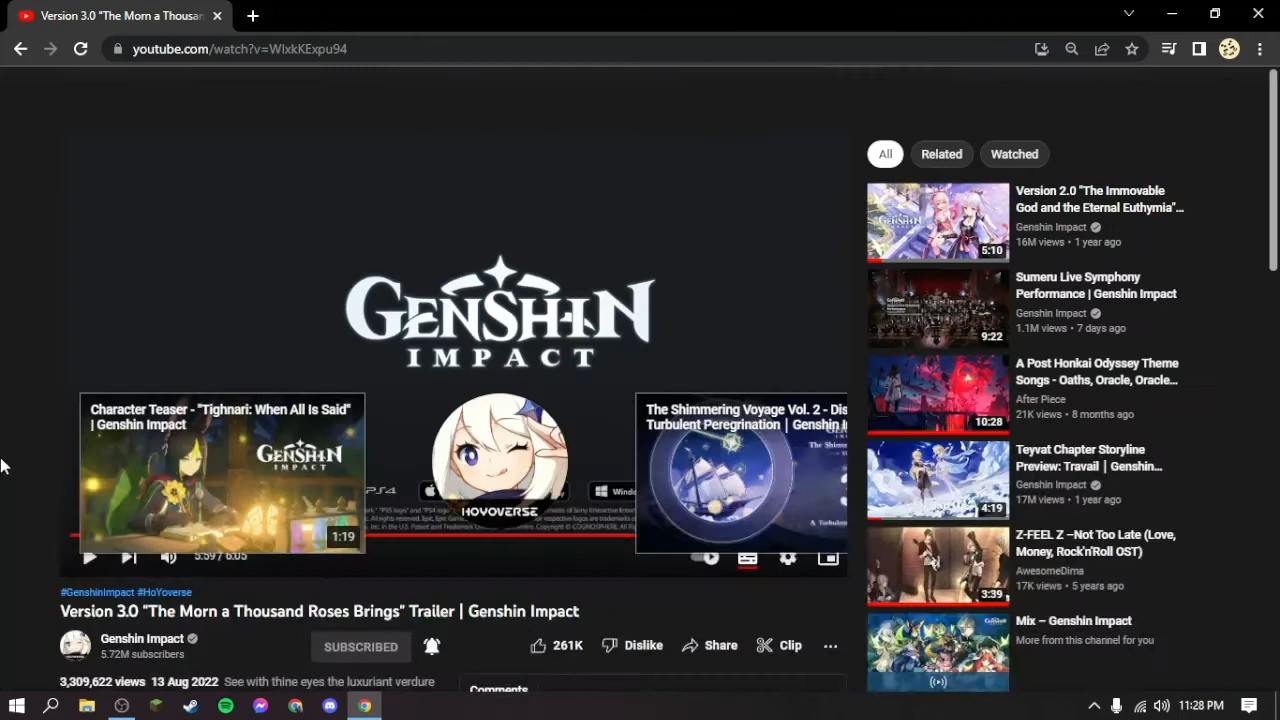 Version 3.0 "The Morn a Thousan
youtube.com/watch?v=WlxkKExpu94
GENSHIN
IMPACT
Character Teaser - "Tighnari: When All Is Said"
| Genshin Impact
GENSHIN
IMPACT
1:19
HOYOVERSE
PS4
The Shimmering Voyage Vol. 2 - Dis
Turbulent Peregrination | Genshin I
5:59 / 6:05
#GenshinImpact #HoYoverse
Version 3.0 "The Morn a Thousand Roses Brings" Trailer | Genshin Impact
Genshin Impact
5.72M subscribers
SUBSCRIBED
261K
Dislike
Share
Clip
3,309,622 views 13 Aug 2022 See with thine eyes the luxuriant verdure
Comments
All
Related
Watched
Version 2.0 "The Immovable
God and the Eternal Euthymia"...
Genshin Impact
16M views • 1 year ago
5:10
Sumeru Live Symphony
Performance | Genshin Impact
Genshin Impact
1.1M views • 7 days ago
9:22
A Post Honkai Odyssey Theme
Songs - Oaths, Oracle, Oracle...
After Piece
21K views • 8 months ago
10:28
Teyvat Chapter Storyline
Preview: Travail | Genshin...
Genshin Impact
17M views • 1 year ago
4:19
Z-FEEL Z –Not Too Late (Love,
Money, Rock'n'Roll OST)
AwesomeDima
17K views • 5 years ago
3:39
Mix – Genshin Impact
More from this channel for you
11:28 PM